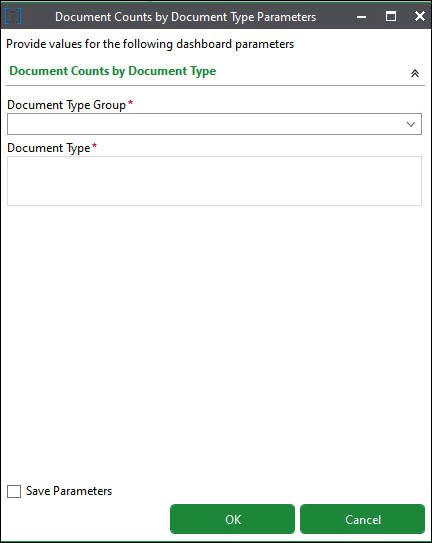 Document Counts by Document Type Parameters
Provide values for the following dashboard parameters
Document Counts by Document Type
Document Type Group*
Document Type*
Save Parameters
OK
Cancel